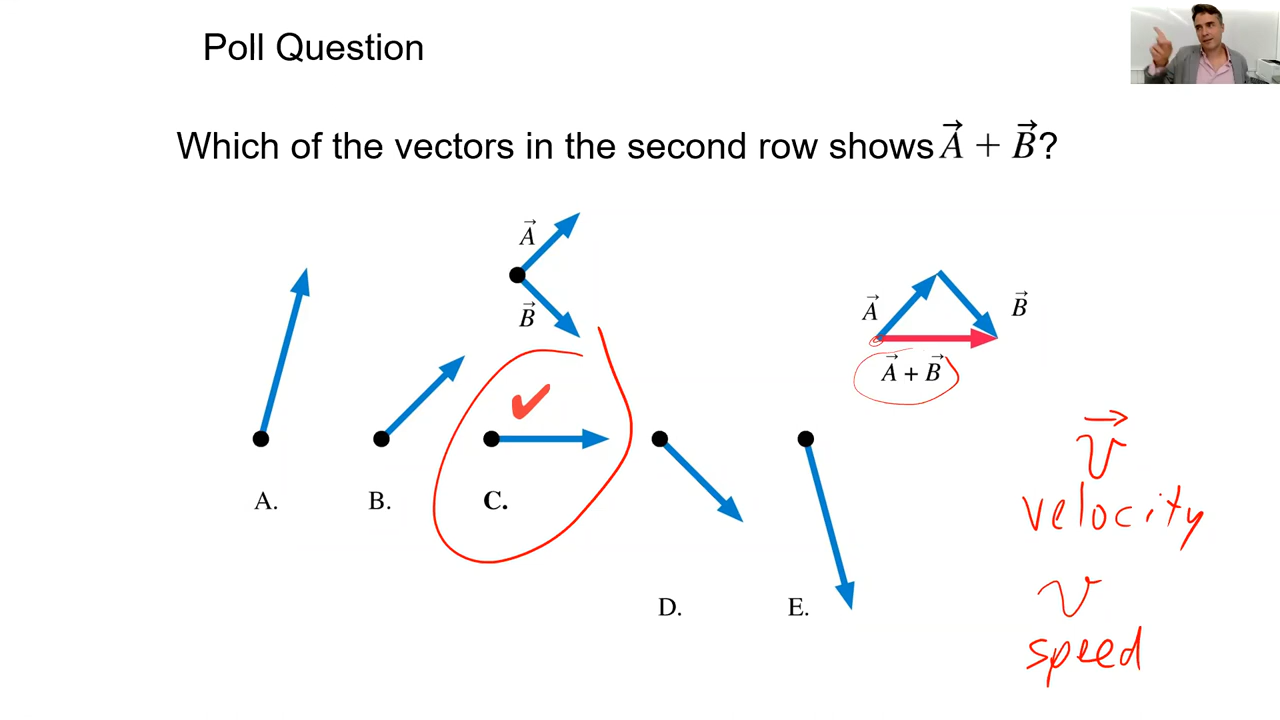 Poll Question
Which of the vectors in the second row shows A⃗ + B⃗?
A⃗
B⃗
A⃗
B⃗
A⃗ + B⃗
A.
B.
C.
D.
E.
v⃗
velocity
v
speed